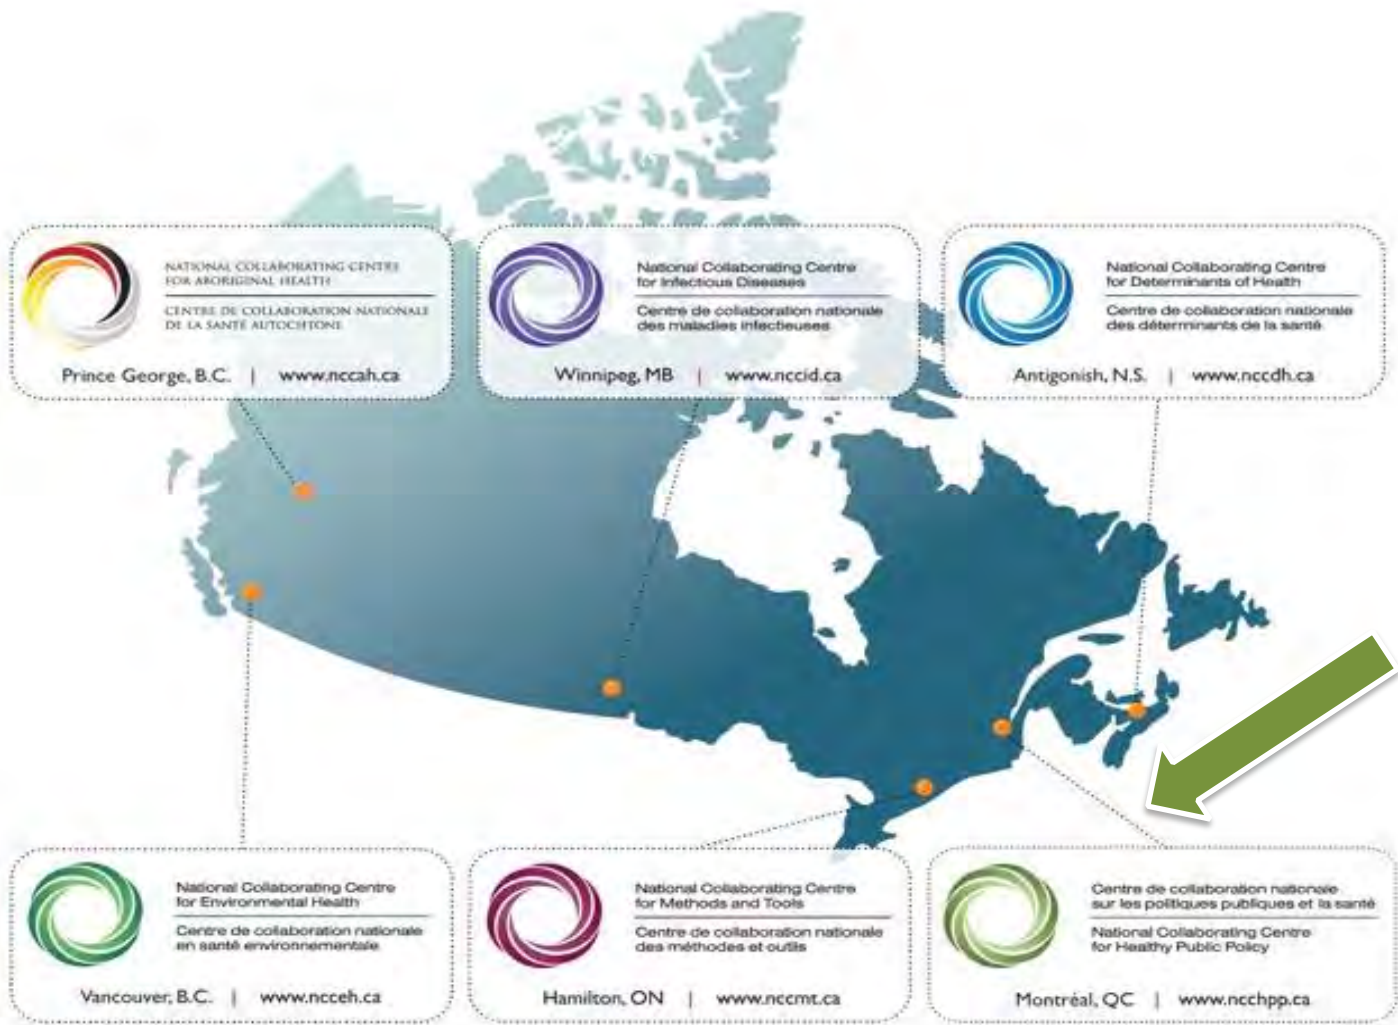 NATIONAL COLLABORATING CENTRE
FOR ABORIGINAL HEALTH
CENTRE DE COLLABORATION NATIONALE
DE LA SANTÉ AUTOCHTONE
Prince George, B.C. | www.nccah.ca
National Collaborating Centre
for Infectious Diseases
Centre de collaboration nationale
des maladies infectieuses
Winnipeg, MB | www.nccid.ca
National Collaborating Centre
for Determinants of Health
Centre de collaboration nationale
des déterminants de la santé
Antigonish, N.S. | www.nccdh.ca
National Collaborating Centre
for Environmental Health
Centre de collaboration nationale
en santé environnementale
Vancouver, B.C. | www.ncceh.ca
National Collaborating Centre
for Methods and Tools
Centre de collaboration nationale
des méthodes et outils
Hamilton, ON | www.nccmt.ca
Centre de collaboration nationale
sur les politiques publiques et la santé
National Collaborating Centre
for Healthy Public Policy
Montréal, QC | www.ncchpp.ca